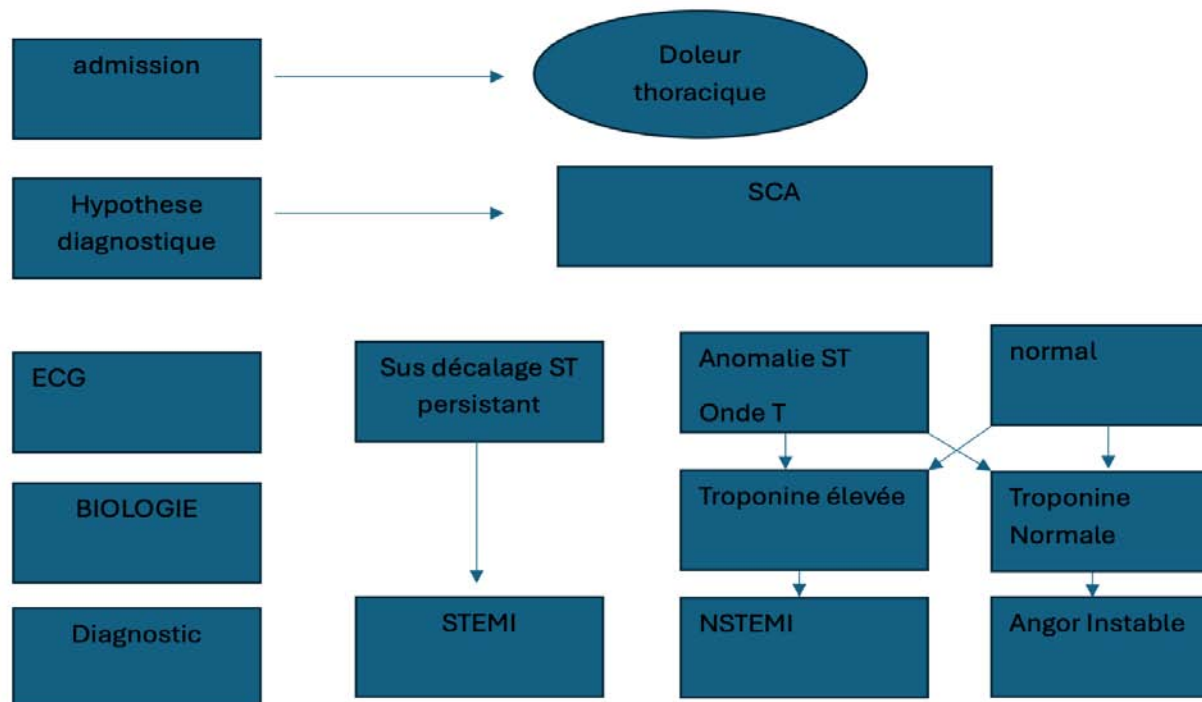 admission
Doleur
thoracique
Hypothese
diagnostique
SCA
ECG
Sus décalage ST
persistant
Anomalie ST
Onde T
normal
BIOLOGIE
Troponine élevée
Troponine
Normale
Diagnostic
STEMI
NSTEMI
Angor Instable